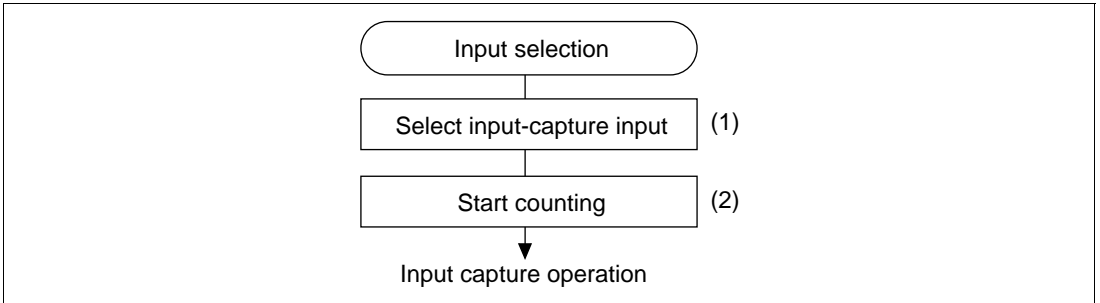 Input selection
Select input-capture input (1)
Start counting (2)
Input capture operation